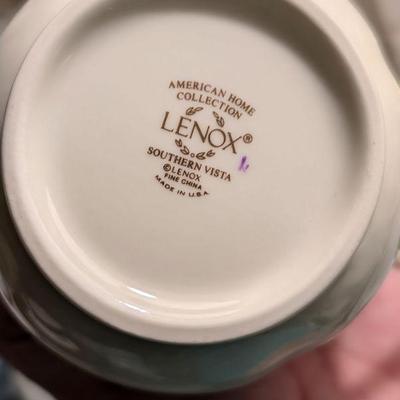 AMERICAN HOME
COLLECTION
LENOX®
SOUTHERN VISTA
©LENOX
FINE CHINA
MADE IN U.S.A.